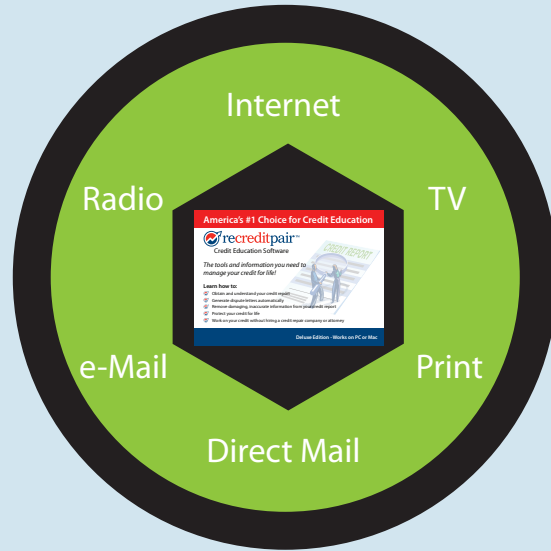 Internet
Radio
TV
America's #1 Choice for Credit Education
recreditpair™
Credit Education Software
CREDIT REPORT
The tools and information you need to
manage your credit for life!
Learn how to:
Obtain and understand your credit report
Generate dispute letters automatically
Remove damaging, inaccurate information from your credit report
Protect your credit for life
Work on your credit without hiring a credit repair company or attorney
Deluxe Edition - Works on PC or Mac
e-Mail
Print
Direct Mail